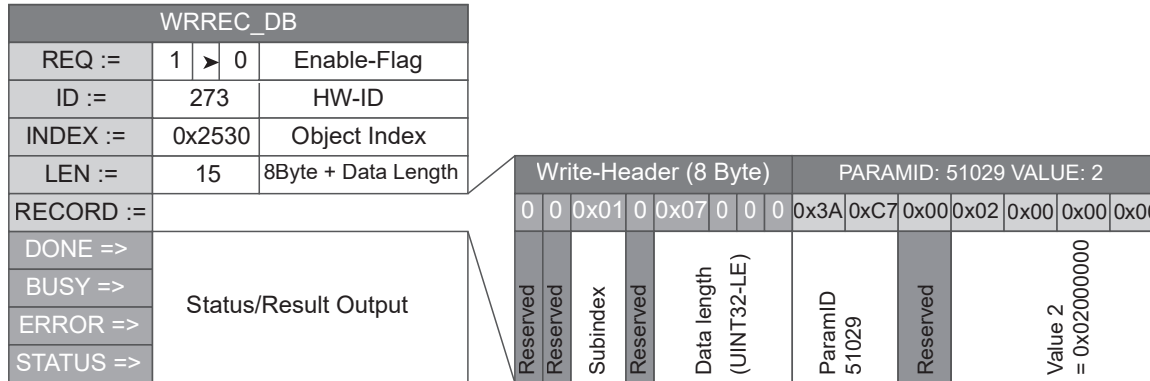 WRREC_DB
REQ := 1 ➤ 0 Enable-Flag
ID := 273 HW-ID
INDEX := 0x2530 Object Index
LEN := 15 8Byte + Data Length
RECORD :=
DONE =>
BUSY =>
ERROR =>
STATUS =>
Status/Result Output
Write-Header (8 Byte) PARAMID: 51029 VALUE: 2
0 0 0x01 0 0x07 0 0 0 0x3A 0xC7 0x00 0x02 0x00 0x00
Reserved
Reserved
Subindex
Reserved
Data length
(UINT32-LE)
ParamID
51029
Reserved
Value 2
= 0x02000000